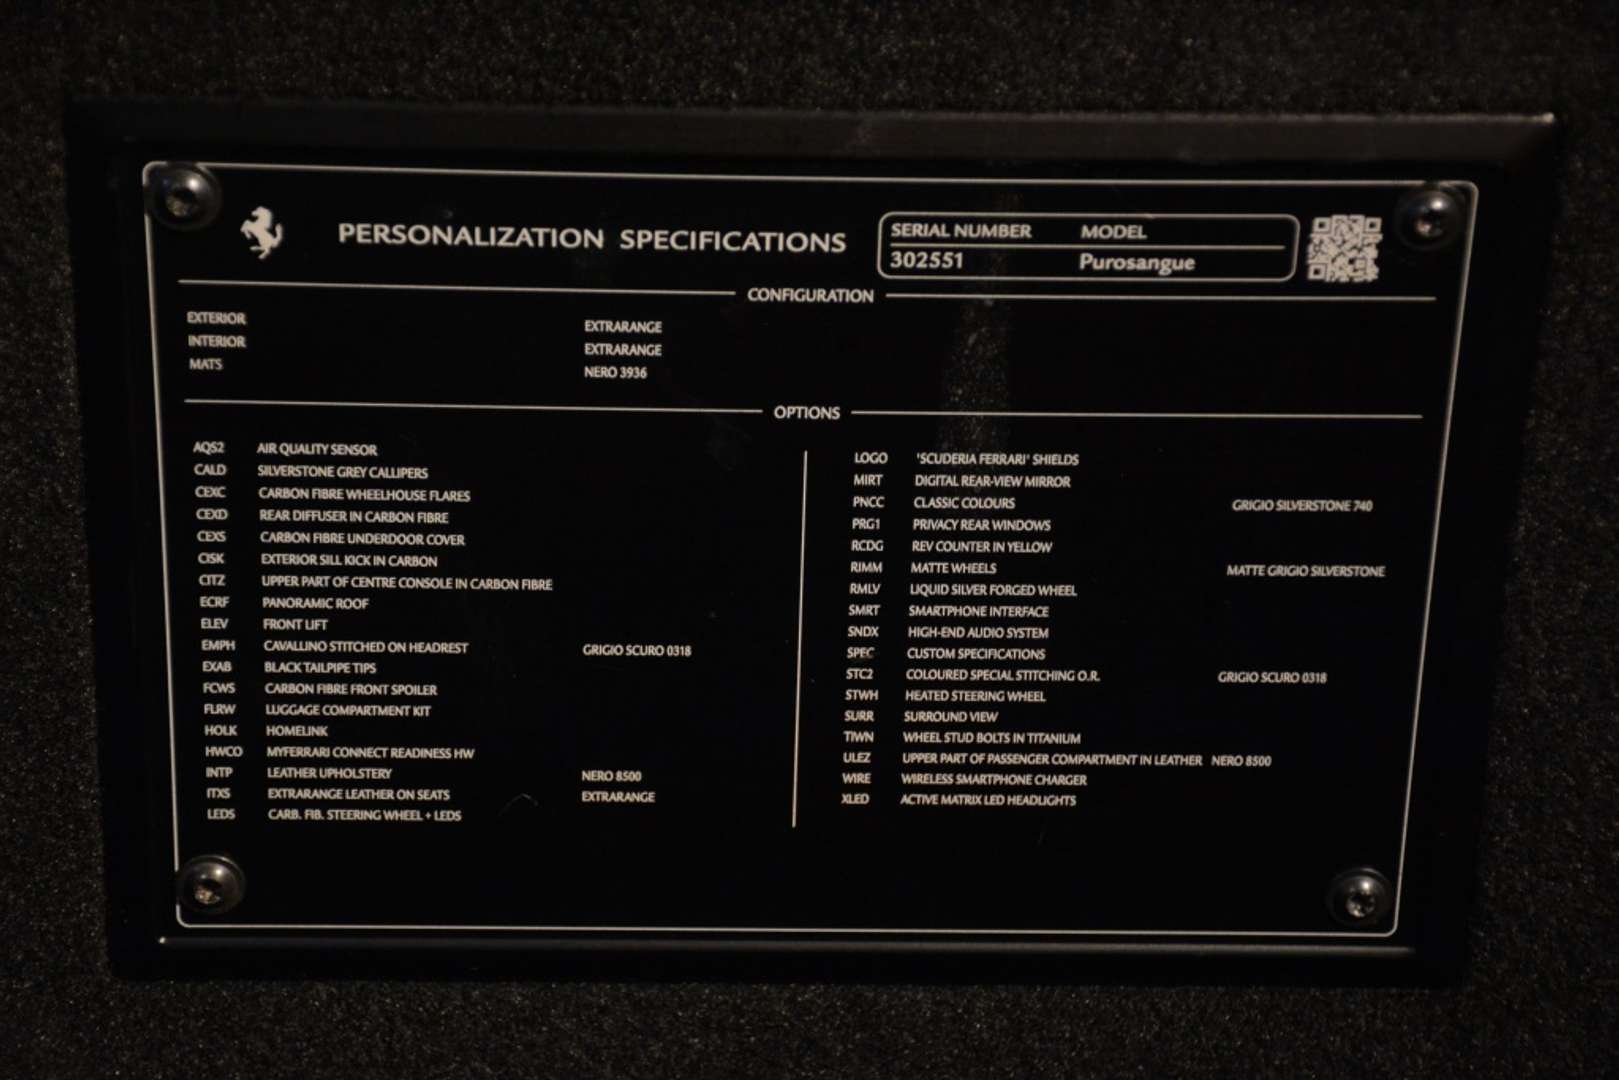 PERSONALIZATION SPECIFICATIONS
SERIAL NUMBER MODEL
302551 Purosangue
CONFIGURATION
EXTERIOR EXTRARANGE
INTERIOR EXTRARANGE
MATS NERO 3936
OPTIONS
AQS2 AIR QUALITY SENSOR
CALD SILVERSTONE GREY CALLIPERS
CEXC CARBON FIBRE WHEELHOUSE FLARES
CEXD REAR DIFFUSER IN CARBON FIBRE
CEXS CARBON FIBRE UNDERDOOR COVER
CISK EXTERIOR SILL KICK IN CARBON
CITZ UPPER PART OF CENTRE CONSOLE IN CARBON FIBRE
ECRF PANORAMIC ROOF
ELEV FRONT LIFT
EMPH CAVALLINO STITCHED ON HEADREST GRIGIO SCURO 0318
EXAB BLACK TAILPIPE TIPS
FCWS CARBON FIBRE FRONT SPOILER
FLRW LUGGAGE COMPARTMENT KIT
HOLK HOMELINK
HWCO MYFERRARI CONNECT READINESS HW
INTP LEATHER UPHOLSTERY NERO 8500
ITXS EXTRARANGE LEATHER ON SEATS EXTRARANGE
LEDS CARB. FIB. STEERING WHEEL + LEDS
LOGO 'SCUDERIA FERRARI' SHIELDS
MIRT DIGITAL REAR-VIEW MIRROR
PNCC CLASSIC COLOURS GRIGIO SILVERSTONE 740
PRG1 PRIVACY REAR WINDOWS
RCDG REV COUNTER IN YELLOW
RIMM MATTE WHEELS MATTE GRIGIO SILVERSTONE
RMLV LIQUID SILVER FORGED WHEEL
SMRT SMARTPHONE INTERFACE
SNDX HIGH-END AUDIO SYSTEM
SPEC CUSTOM SPECIFICATIONS
STC2 COLOURED SPECIAL STITCHING O.R. GRIGIO SCURO 0318
STWH HEATED STEERING WHEEL
SURR SURROUND VIEW
TIWN WHEEL STUD BOLTS IN TITANIUM
ULEZ UPPER PART OF PASSENGER COMPARTMENT IN LEATHER NERO 8500
WIRE WIRELESS SMARTPHONE CHARGER
XLED ACTIVE MATRIX LED HEADLIGHTS